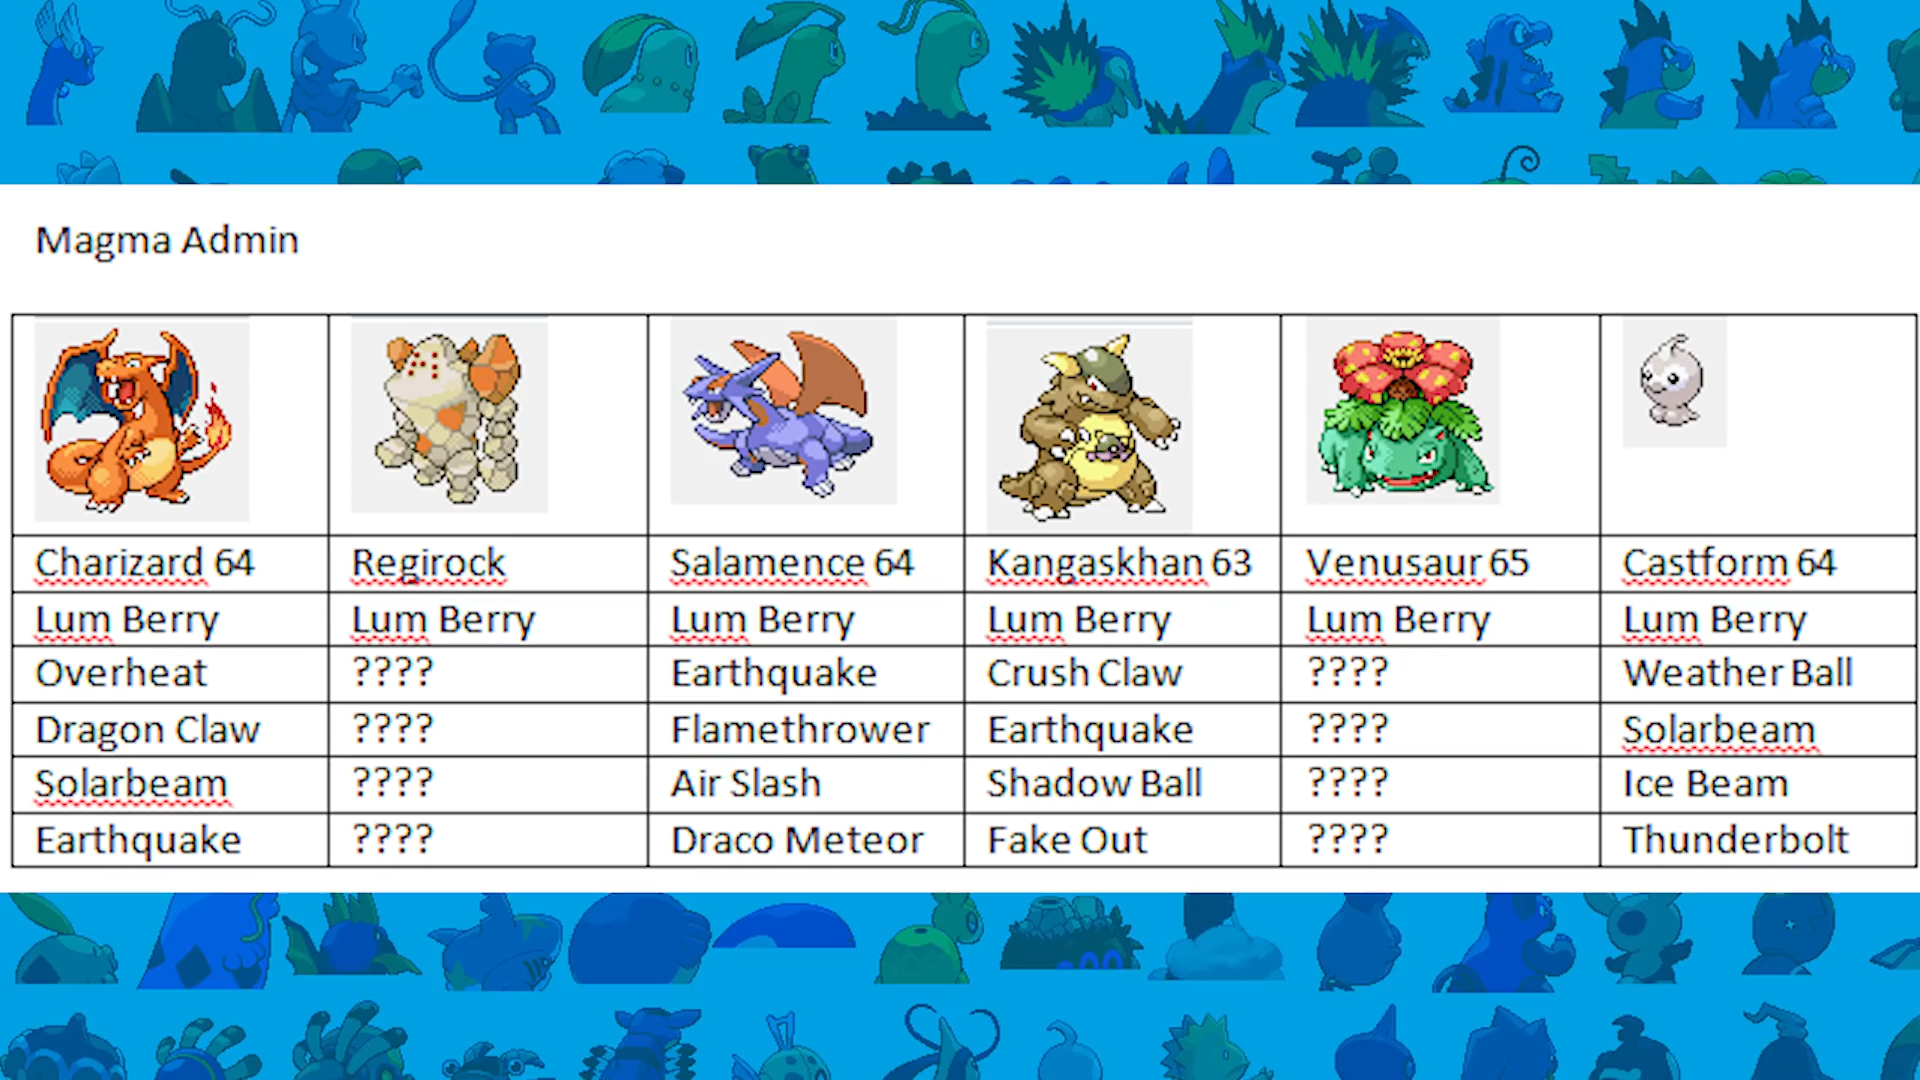 Magma Admin
Charizard 64 Regirock Salamence 64 Kangaskhan 63 Venusaur 65 Castform 64
Lum Berry Lum Berry Lum Berry Lum Berry Lum Berry Lum Berry
Overheat ???? Earthquake Crush Claw ???? Weather Ball
Dragon Claw ???? Flamethrower Earthquake ???? Solarbeam
Solarbeam ???? Air Slash Shadow Ball ???? Ice Beam
Earthquake ???? Draco Meteor Fake Out ???? Thunderbolt